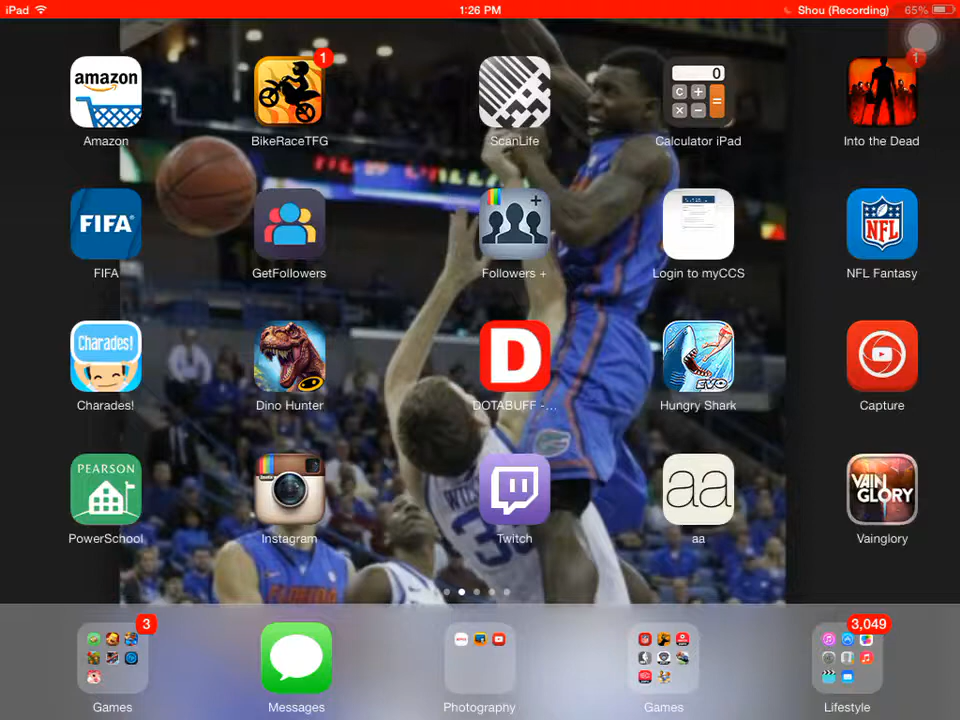 iPad 1:26 PM Shou (Recording) 65%
amazon
1
0
1
Amazon BikeRaceTFG ScanLife Calculator iPad Into the Dead
FIFA
NFL
FIFA GetFollowers Followers + Login to myCCS NFL Fantasy
Charades!
D
EVO
Charades! Dino Hunter DOTABUFF -... Hungry Shark Capture
PEARSON
aa
VAIN
GLORY
PowerSchool Instagram Twitch aa Vainglory
FLORIDA
3
3,049
Games Messages Photography Games Lifestyle